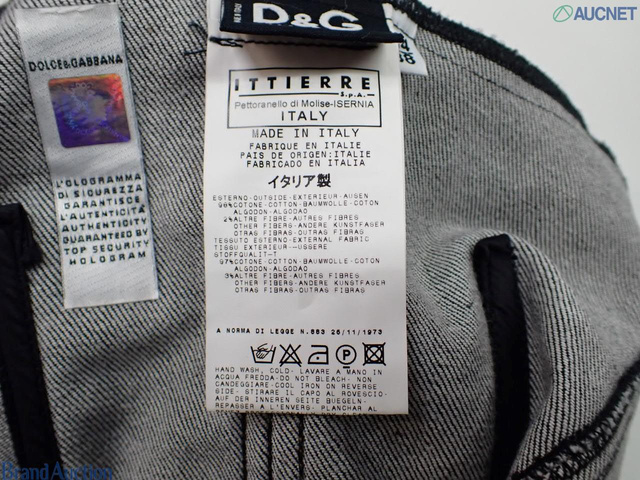 AUCNET
D&G
DOLCE&GABBANA
L'OLOGRAMMA
DI SICUREZZA
GARANTISCE
L'AUTENTICITÀ
AUTHENTICITY
GUARANTEED BY
TOP SECURITY
HOLOGRAM
ITTIERRE
S.p.A.
Pettoranello di Molise-ISERNIA
ITALY
MADE IN ITALY
FABRIQUE EN ITALIE
PAIS DE ORIGEN:ITALIE
FABRICADO EN ITALIA
イタリア製
ESTERNO-OUTSIDE-EXTERIEUR-AUSEN
98%COTONE-COTTON-BAUMWOLLE-COTON
ALGODON-ALGODAO
2%ALTRE FIBRE-AUTRES FIBRES
OTHER FIBERS-ANDERE KUNSTFASER
OTRAS FIBRAS-OUTRAS FIBRAS
TESSUTO ESTERNO-EXTERNAL FABRIC
TISSU EXTERIEUR-USSERE
STOFFQUALIT-T
97%COTONE-COTTON-BAUMWOLLE-COTON
ALGODON-ALGODAO
3%ALTRE FIBRE-AUTRES FIBRES
OTHER FIBERS-ANDERE KUNSTFASER
OTRAS FIBRAS-OUTRAS FIBRAS
A NORMA DI LEGGE N.883 26/11/1973
HAND WASH, COLD- LAVARE A MANO IN
ACQUA FREDDA-DO NOT BLEACH- NON
CANDEGGIARE-COOL IRON ON REVERSE
SIDE- STIRARE IL CAPO AL ROVESCIO-
AUF DER INNEREN SEITE BUEGELN-
REPASSER A L'ENVERS- PLANCHAR AL
Brand Auction